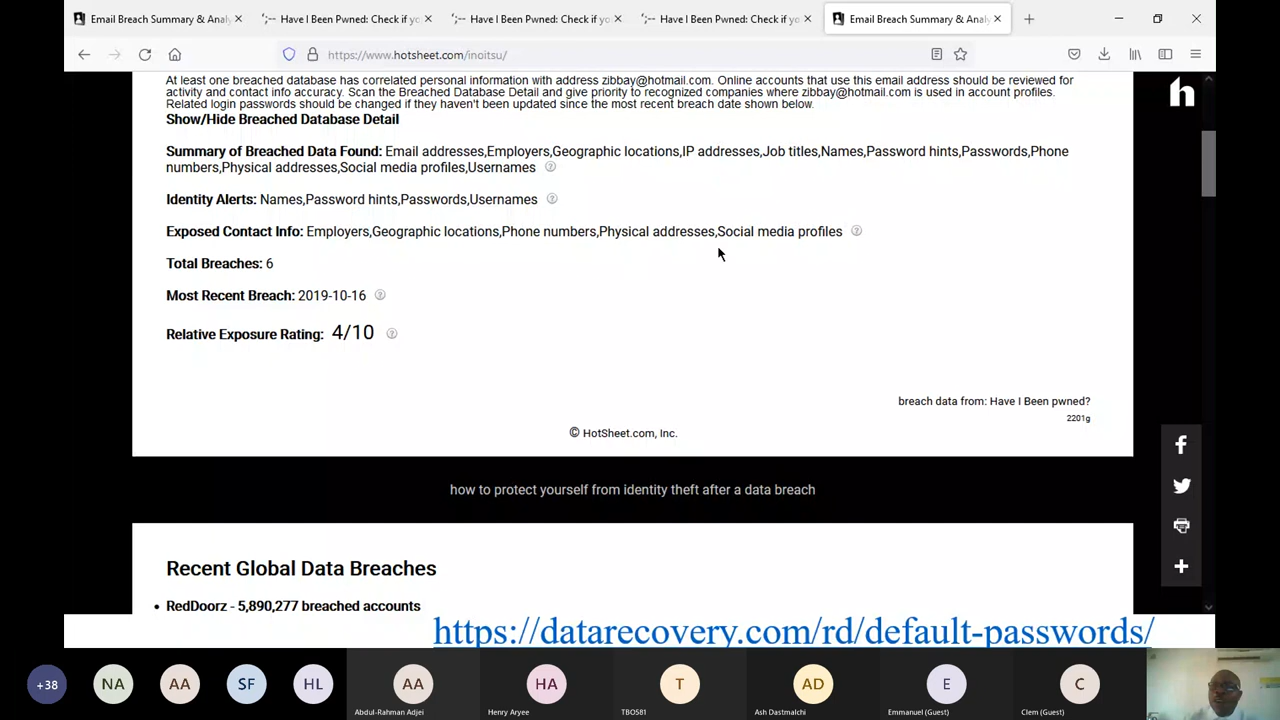 Email Breach Summary & Analy
Have I Been Pwned: Check if yo
Have I Been Pwned: Check if yo
Have I Been Pwned: Check if yo
Email Breach Summary & Analy
https://www.hotsheet.com/inoitsu/
At least one breached database has correlated personal information with address zibbay@hotmail.com. Online accounts that use this email address should be reviewed for
activity and contact info accuracy. Scan the Breached Database Detail and give priority to recognized companies where zibbay@hotmail.com is used in account profiles.
Related login passwords should be changed if they haven't been updated since the most recent breach date shown below.
Show/Hide Breached Database Detail
Summary of Breached Data Found: Email addresses,Employers,Geographic locations,IP addresses,Job titles,Names,Password hints,Passwords,Phone
numbers,Physical addresses,Social media profiles,Usernames
Identity Alerts: Names,Password hints,Passwords,Usernames
Exposed Contact Info: Employers,Geographic locations,Phone numbers,Physical addresses,Social media profiles
Total Breaches: 6
Most Recent Breach: 2019-10-16
Relative Exposure Rating: 4/10
breach data from: Have I Been pwned?
2201g
© HotSheet.com, Inc.
how to protect yourself from identity theft after a data breach
Recent Global Data Breaches
• RedDoorz - 5,890,277 breached accounts
https://datarecovery.com/rd/default-passwords/
+38
NA
AA
SF
HL
AA
HA
T
AD
E
C
Abdul-Rahman Adjei
Henry Aryee
TBOS81
Ash Dastmalchi
Emmanuel (Guest)
Clem (Guest)